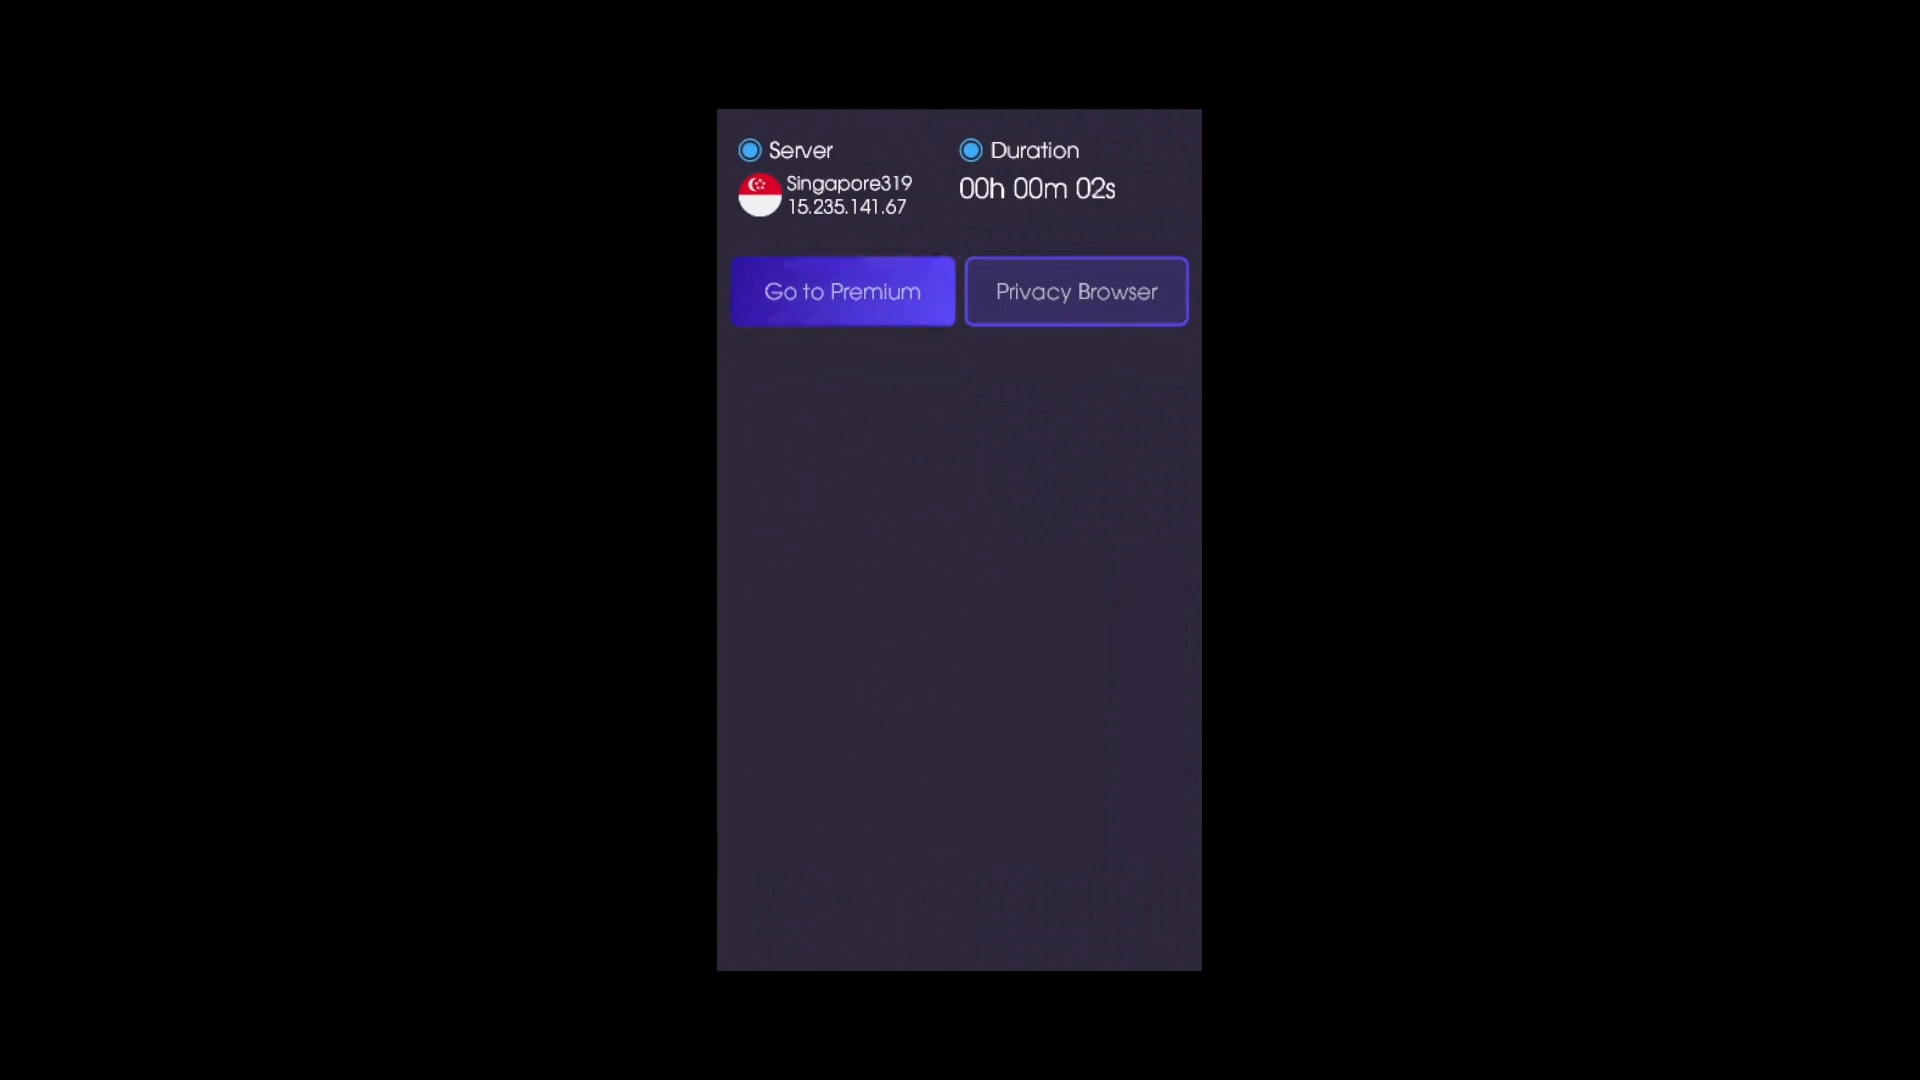 Server
Singapore319
15.235.141.67
Duration
00h 00m 02s
Go to Premium
Privacy Browser